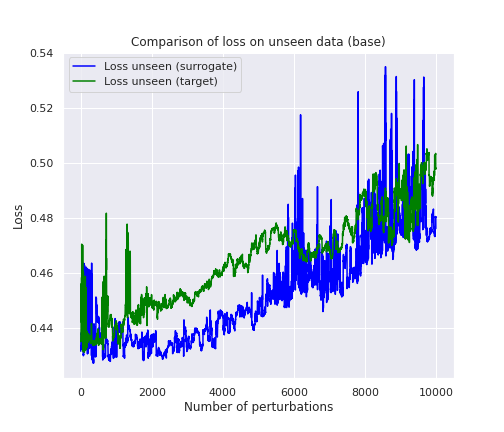 Comparison of loss on unseen data (base)
Loss unseen (surrogate)
Loss unseen (target)
Loss
0.54
0.52
0.50
0.48
0.46
0.44
0 2000 4000 6000 8000 10000
Number of perturbations